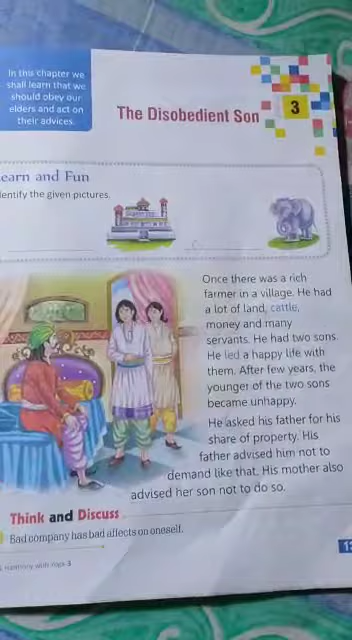 In this chapter we
shall learn that we
should obey our
elders and act on
their advices.
The Disobedient Son
3
earn and Fun
dentify the given pictures.
Once there was a rich
farmer in a village. He had
a lot of land, cattle,
money and many
servants. He had two sons.
He led a happy life with
them. After few years, the
younger of the two sons
became unhappy.
He asked his father for his
share of property. His
father advised him not to
demand like that. His mother also
advised her son not to do so.
Think and Discuss
Bad company has bad affects on oneself.